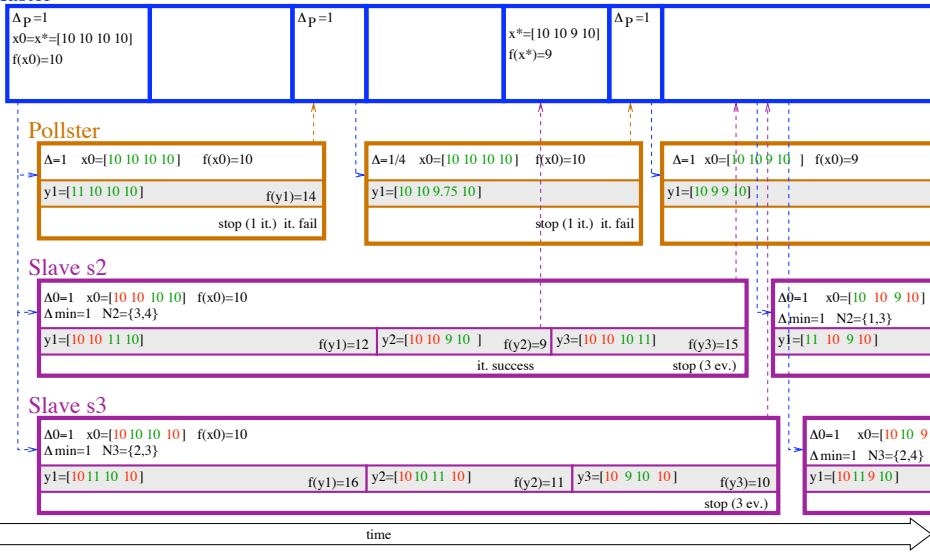 Δp=1
x0=x*=[10 10 10 10]
f(x0)=10
Δp=1
x*=[10 10 9 10]
f(x*)=9
Δp=1
Pollster
Δ=1 x0=[10 10 10 10] f(x0)=10
y1=[11 10 10 10] f(y1)=14
stop (1 it.) it. fail
Δ=1/4 x0=[10 10 10 10] f(x0)=10
y1=[10 10 9.75 10]
stop (1 it.) it. fail
Δ=1 x0=[10 10 9 10 ] f(x0)=9
y1=[10 9 9 10]
Slave s2
Δ0=1 x0=[10 10 10 10] f(x0)=10
Δmin=1 N2={3,4}
y1=[10 10 11 10] f(y1)=12
y2=[10 10 9 10 ] f(y2)=9
y3=[10 10 10 11] f(y3)=15
it. success stop (3 ev.)
Δ0=1 x0=[10 10 9 10]
Δmin=1 N2={1,3}
y1=[11 10 9 10]
Slave s3
Δ0=1 x0=[10 10 10 10] f(x0)=10
Δmin=1 N3={2,3}
y1=[10 11 10 10] f(y1)=16
y2=[10 10 11 10] f(y2)=11
y3=[10 9 10 10] f(y3)=10
stop (3 ev.)
Δ0=1 x0=[10 10 9
Δmin=1 N3={2,4}
y1=[10 11 9 10]
time